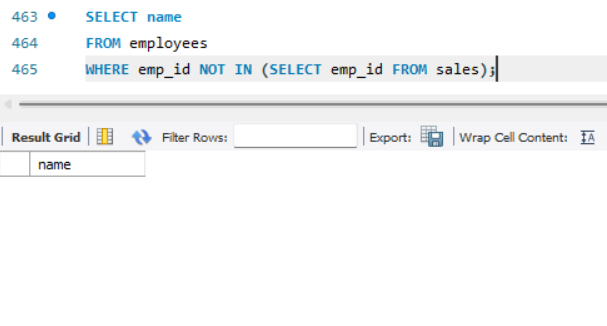 463 SELECT name
464 FROM employees
465 WHERE emp_id NOT IN (SELECT emp_id FROM sales);
Result Grid Filter Rows: Export: Wrap Cell Content: IA
name